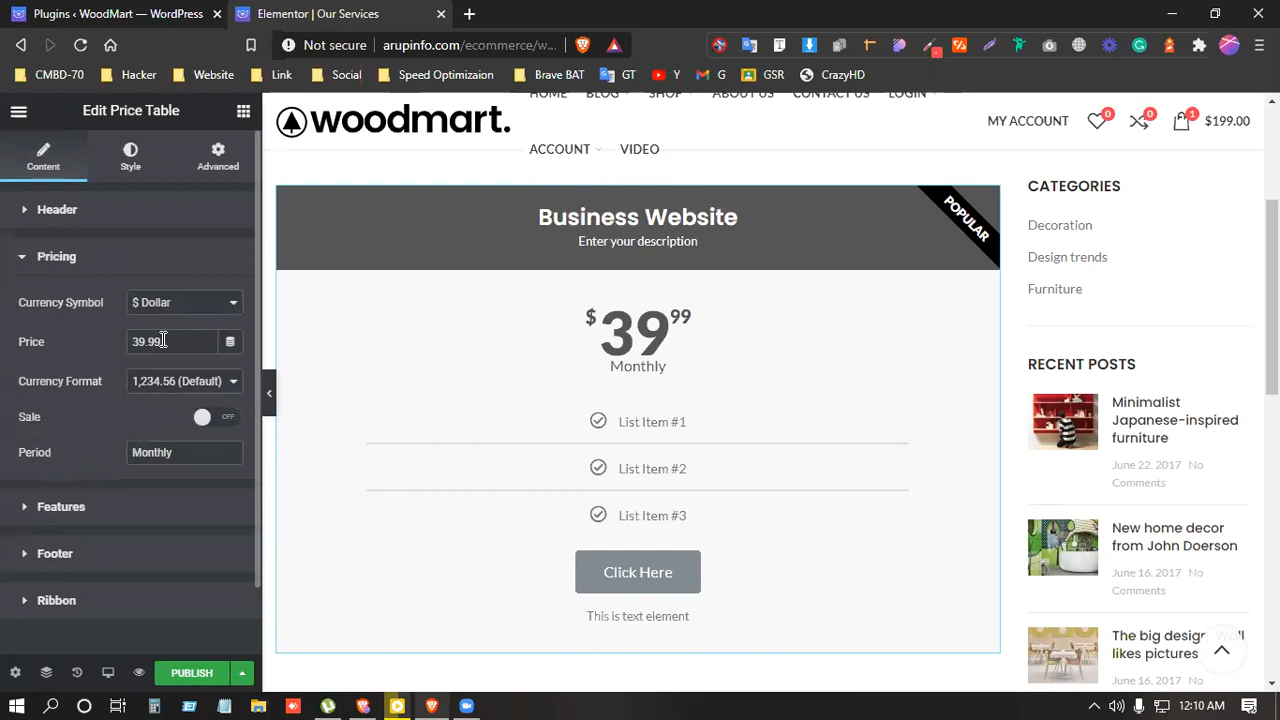 Plugins — WoodMart — WordPress
Elementor | Our Services
Not secure
arupinfo.com/ecommerce/w...
CIPD-70
Hacker
Website
Link
Social
Speed Optimizaion
Brave BAT
GT
Y
G
GSR
CrazyHD
Edit Price Table
Content
Style
Advanced
Header
Pricing
Currency Symbol
$ Dollar
Price
39.99
Currency Format
1,234.56 (Default)
Sale
OFF
Period
Monthly
Features
Footer
Ribbon
PUBLISH
HOME
BLOG
SHOP
ABOUT US
CONTACT US
LOGIN
woodmart.
MY ACCOUNT
0
0
1
$199.00
ACCOUNT
VIDEO
Business Website
Enter your description
POPULAR
$ 39 99
Monthly
List Item #1
List Item #2
List Item #3
Click Here
This is text element
CATEGORIES
Decoration
Design trends
Furniture
RECENT POSTS
Minimalist
Japanese-inspired
furniture
June 22, 2017 No
Comments
New home decor
from John Doerson
June 16, 2017 No
Comments
The big design: Wall
likes pictures
June 16, 2017 No
12:10 AM